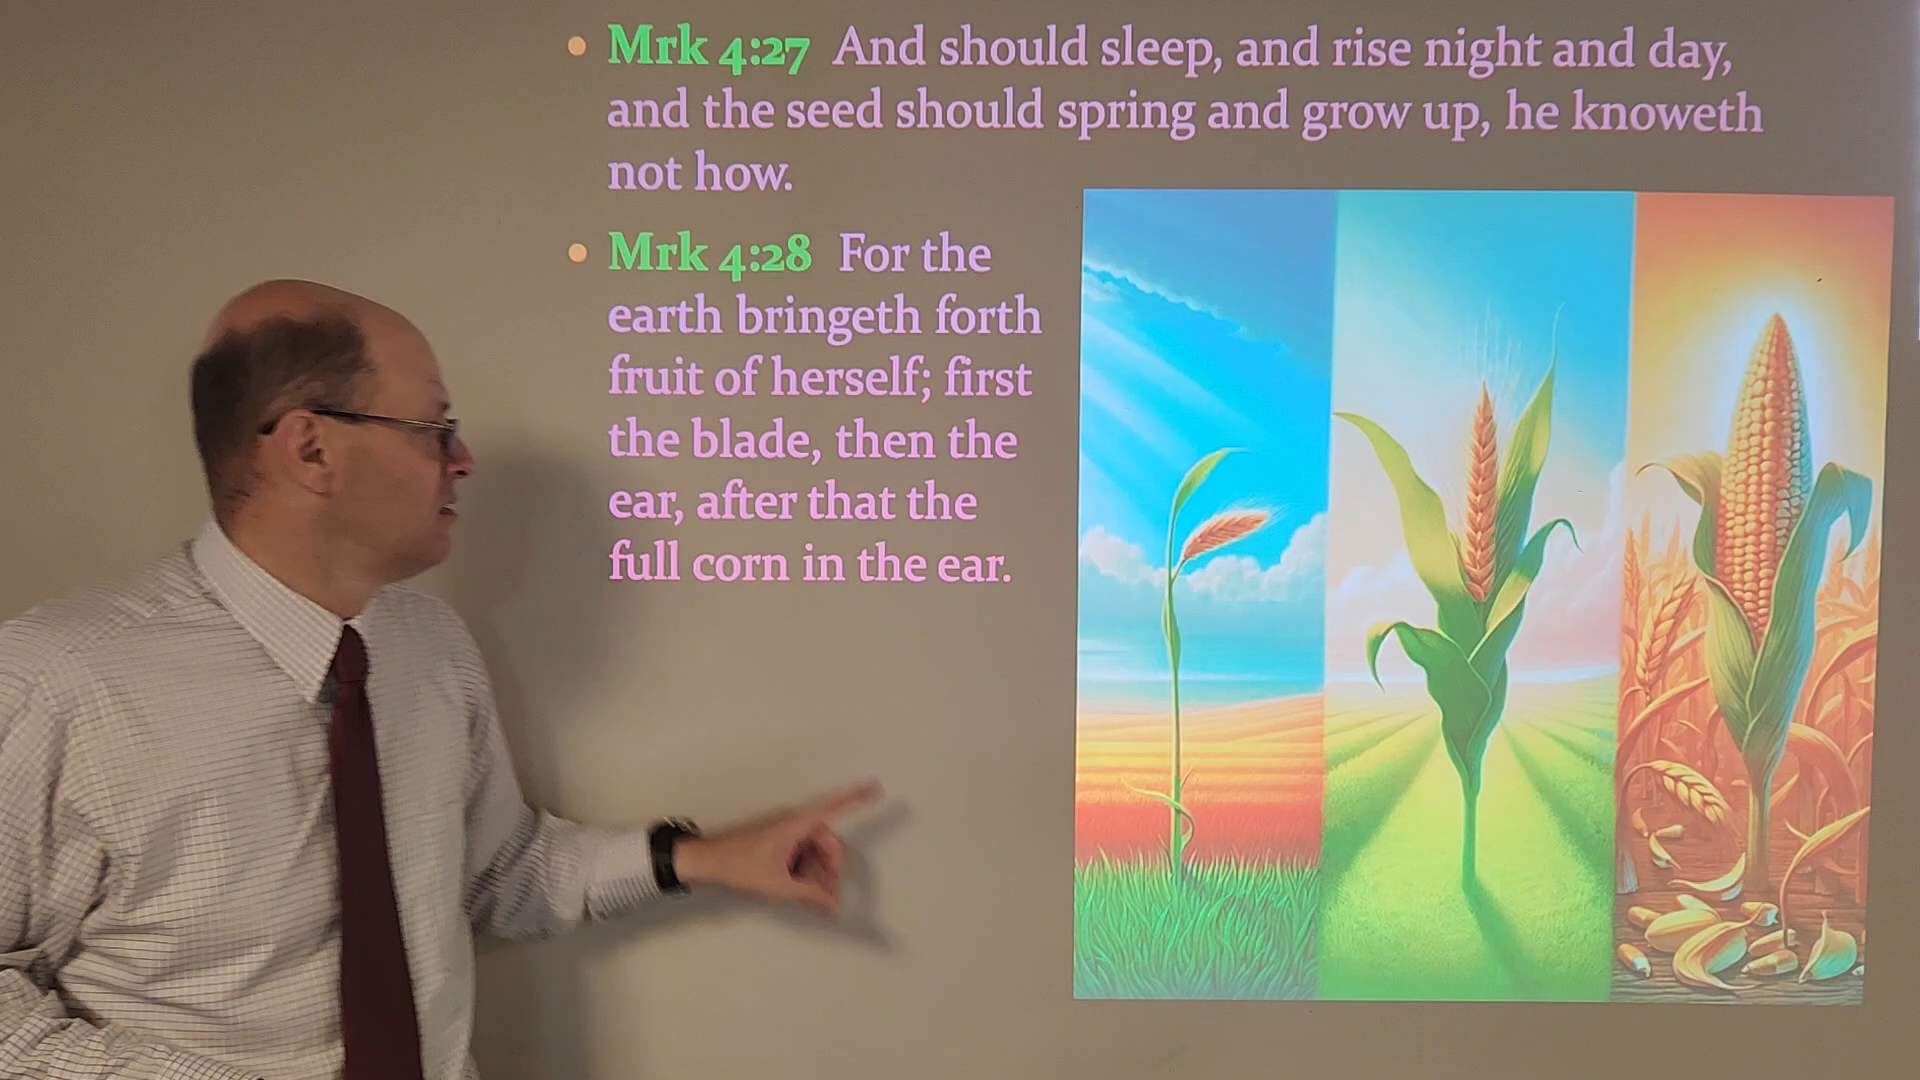 Mrk 4:27 And should sleep, and rise night and day,
and the seed should spring and grow up, he knoweth
not how.
Mrk 4:28 For the
earth bringeth forth
fruit of herself; first
the blade, then the
ear, after that the
full corn in the ear.